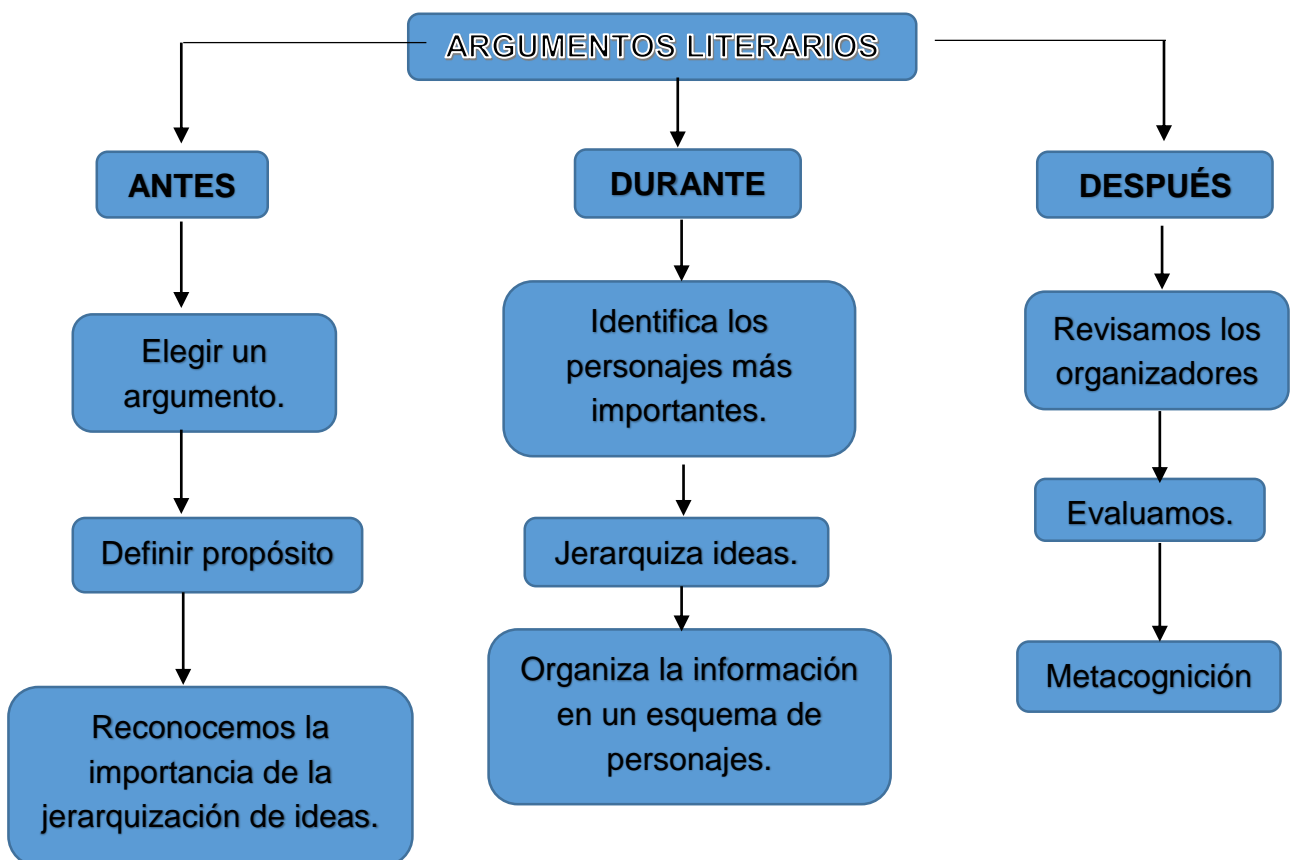 ARGUMENTOS LITERARIOS
ANTES
Elegir un
argumento.
Definir propósito
Reconocemos la
importancia de la
jerarquización de ideas.
DURANTE
Identifica los
personajes más
importantes.
Jerarquiza ideas.
Organiza la información
en un esquema de
personajes.
DESPUÉS
Revisamos los
organizadores
Evaluamos.
Metacognición